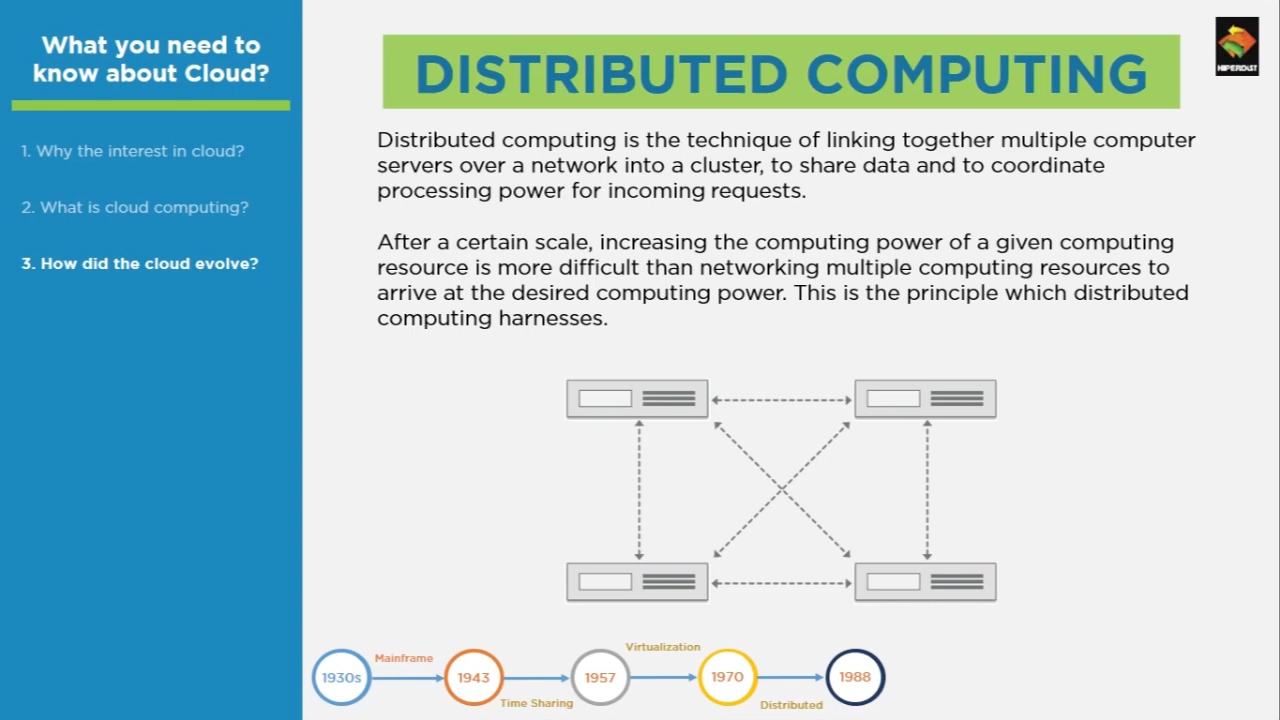 What you need to
know about Cloud?
1. Why the interest in cloud?
2. What is cloud computing?
3. How did the cloud evolve?
DISTRIBUTED COMPUTING
HIPERDIST
Distributed computing is the technique of linking together multiple computer
servers over a network into a cluster, to share data and to coordinate
processing power for incoming requests.
After a certain scale, increasing the computing power of a given computing
resource is more difficult than networking multiple computing resources to
arrive at the desired computing power. This is the principle which distributed
computing harnesses.
1930s
Mainframe
1943
Time Sharing
1957
Virtualization
1970
Distributed
1988